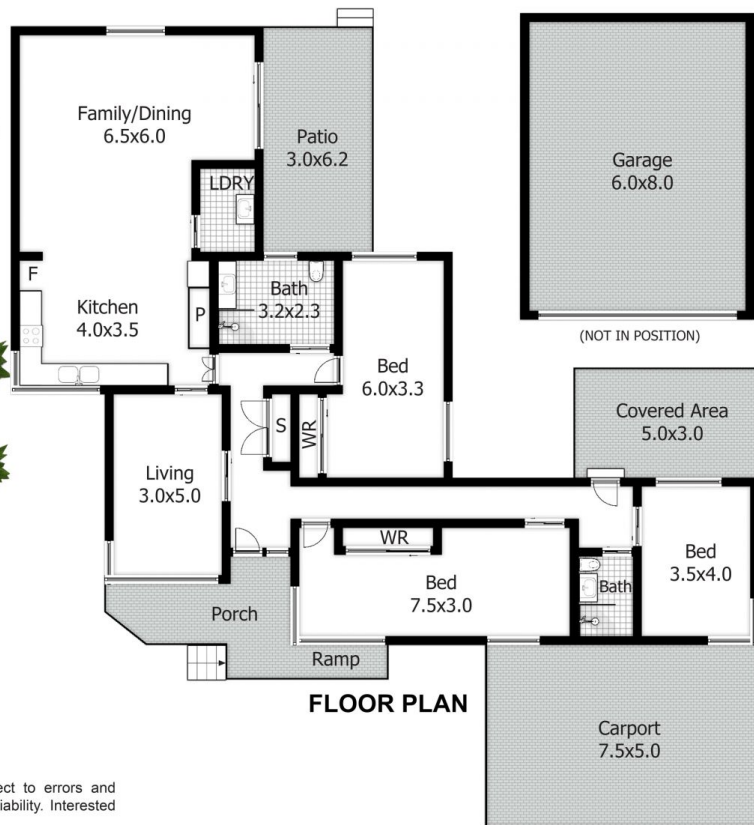 Family/Dining
6.5x6.0
Patio
3.0x6.2
Garage
6.0x8.0
LDRY
F
Bath
3.2x2.3
Kitchen
4.0x3.5
P
(NOT IN POSITION)
Bed
6.0x3.3
Covered Area
5.0x3.0
S
WR
Living
3.0x5.0
WR
Bed
7.5x3.0
Bath
Bed
3.5x4.0
Porch
Ramp
FLOOR PLAN
Carport
7.5x5.0
ect to errors and
iability. Interested